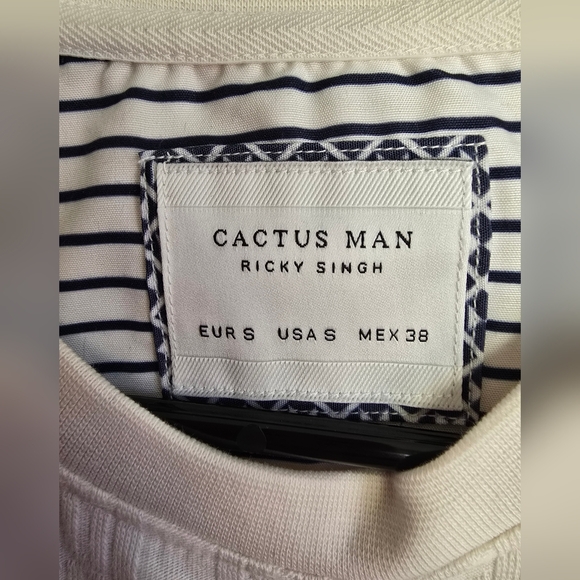 CACTUS MAN
RICKY SINGH
EUR S USA S MEX 38